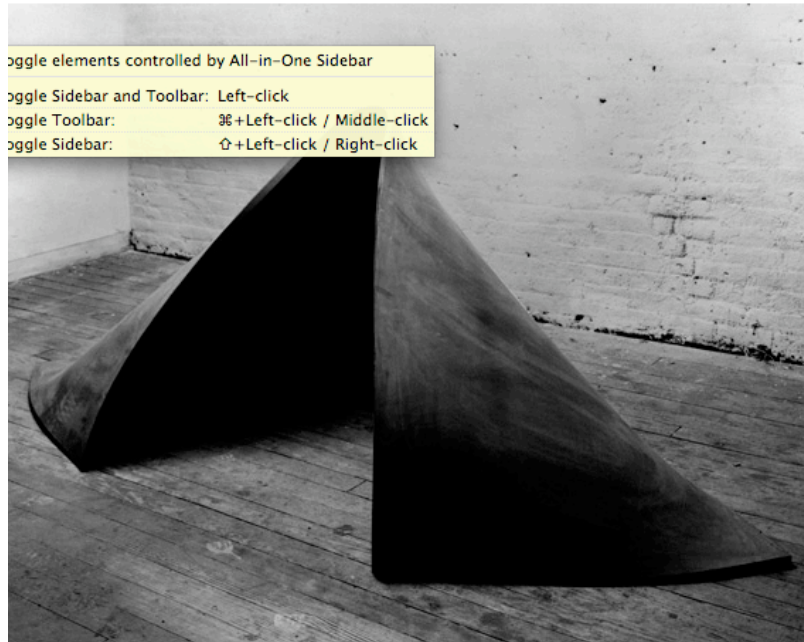 oggle elements controlled by All-in-One Sidebar
oggle Sidebar and Toolbar: Left-click
oggle Toolbar: ⌘+Left-click / Middle-click
oggle Sidebar: ⇧+Left-click / Right-click